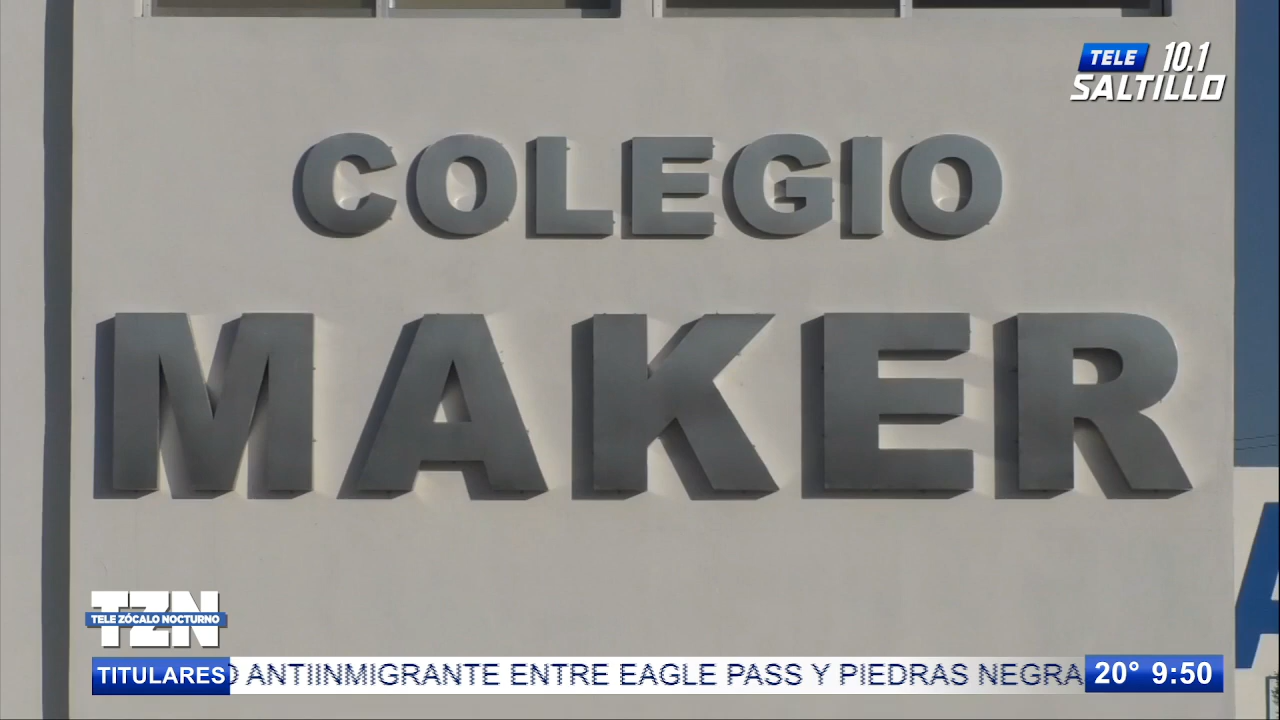 TELE 10.1
SALTILLO
COLEGIO
MAKER
TZN
TELE ZÓCALO NOCTURNO
TITULARES ANTIINMIGRANTE ENTRE EAGLE PASS Y PIEDRAS NEGRA 20° 9:50